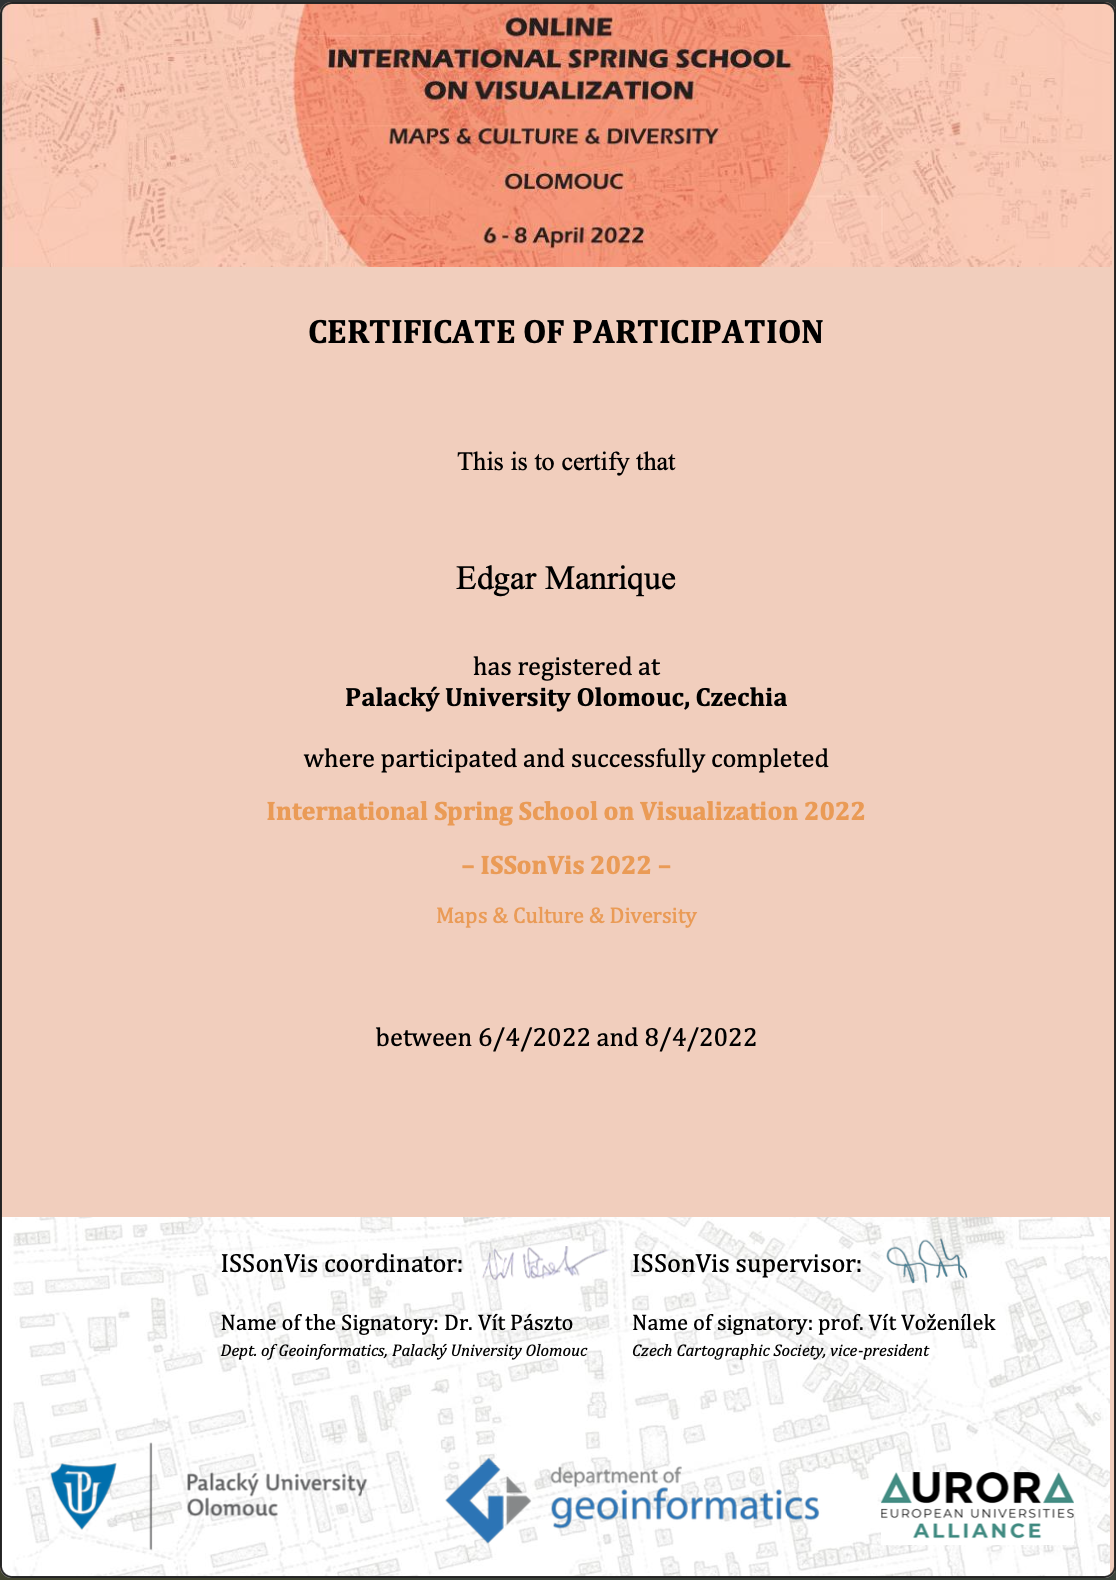 ONLINE
INTERNATIONAL SPRING SCHOOL
ON VISUALIZATION
MAPS & CULTURE & DIVERSITY
OLOMOUC
6 - 8 April 2022
CERTIFICATE OF PARTICIPATION
This is to certify that
Edgar Manrique
has registered at
Palacký University Olomouc, Czechia
where participated and successfully completed
International Spring School on Visualization 2022
– ISSonVis 2022 –
Maps & Culture & Diversity
between 6/4/2022 and 8/4/2022
ISSonVis coordinator:
Name of the Signatory: Dr. Vít Pászto
Dept. of Geoinformatics, Palacký University Olomouc
ISSonVis supervisor:
Name of signatory: prof. Vít Voženílek
Czech Cartographic Society, vice-president
Palacký University
Olomouc
department of
geoinformatics
AURORA
EUROPEAN UNIVERSITIES
ALLIANCE